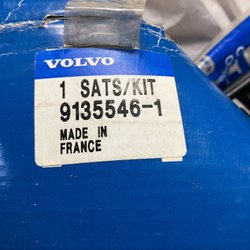 VOLVO
1 SATS/KIT
9135546-1
MADE IN
FRANCE